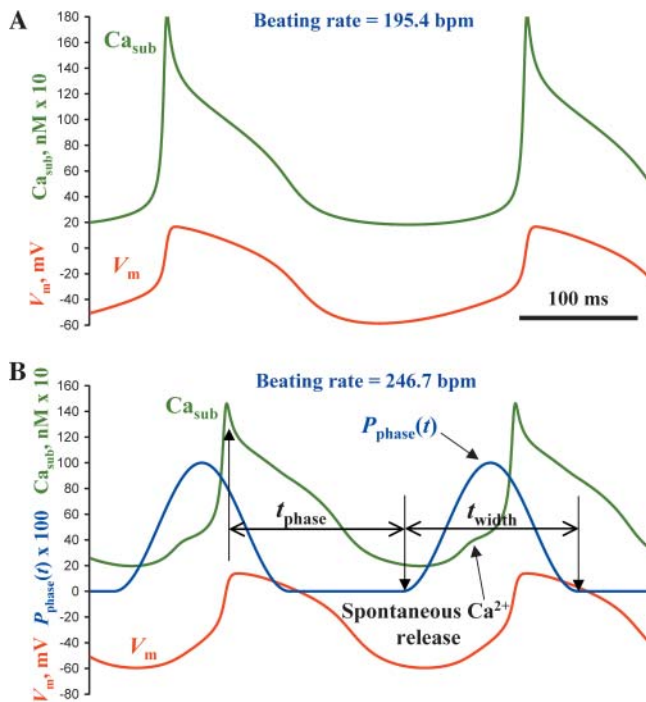 A
Beating rate = 195.4 bpm
Ca_sub, nM x 10
V_m, mV
180
160
140
120
100
80
60
40
20
0
-20
-40
-60
Ca_sub
V_m
100 ms
B
Beating rate = 246.7 bpm
Ca_sub, nM x 10
P_phase(t) x 100
V_m, mV
160
140
120
100
80
60
40
20
0
-20
-40
-60
-80
Ca_sub
P_phase(t)
t_phase
t_width
Spontaneous Ca²⁺
release
V_m